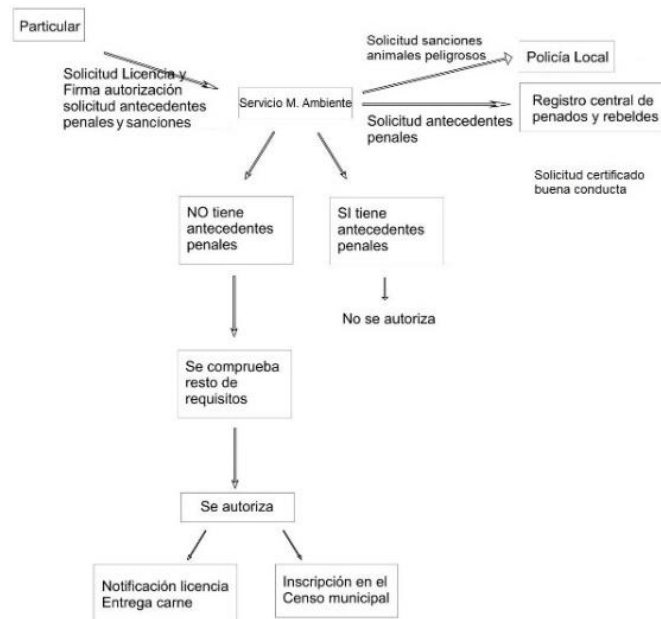 Particular
Solicitud sanciones
animales peligrosos
Policía Local
Solicitud Licencia y
Firma autorización
solicitud antecedentes
penales y sanciones
Servicio M. Ambiente
Solicitud antecedentes
penales
Registro central de
penados y rebeldes
Solicitud certificado
buena conducta
NO tiene
antecedentes
penales
SI tiene
antecedentes
penales
No se autoriza
Se comprueba
resto de
requisitos
Se autoriza
Notificación licencia
Entrega carne
Inscripción en el
Censo municipal